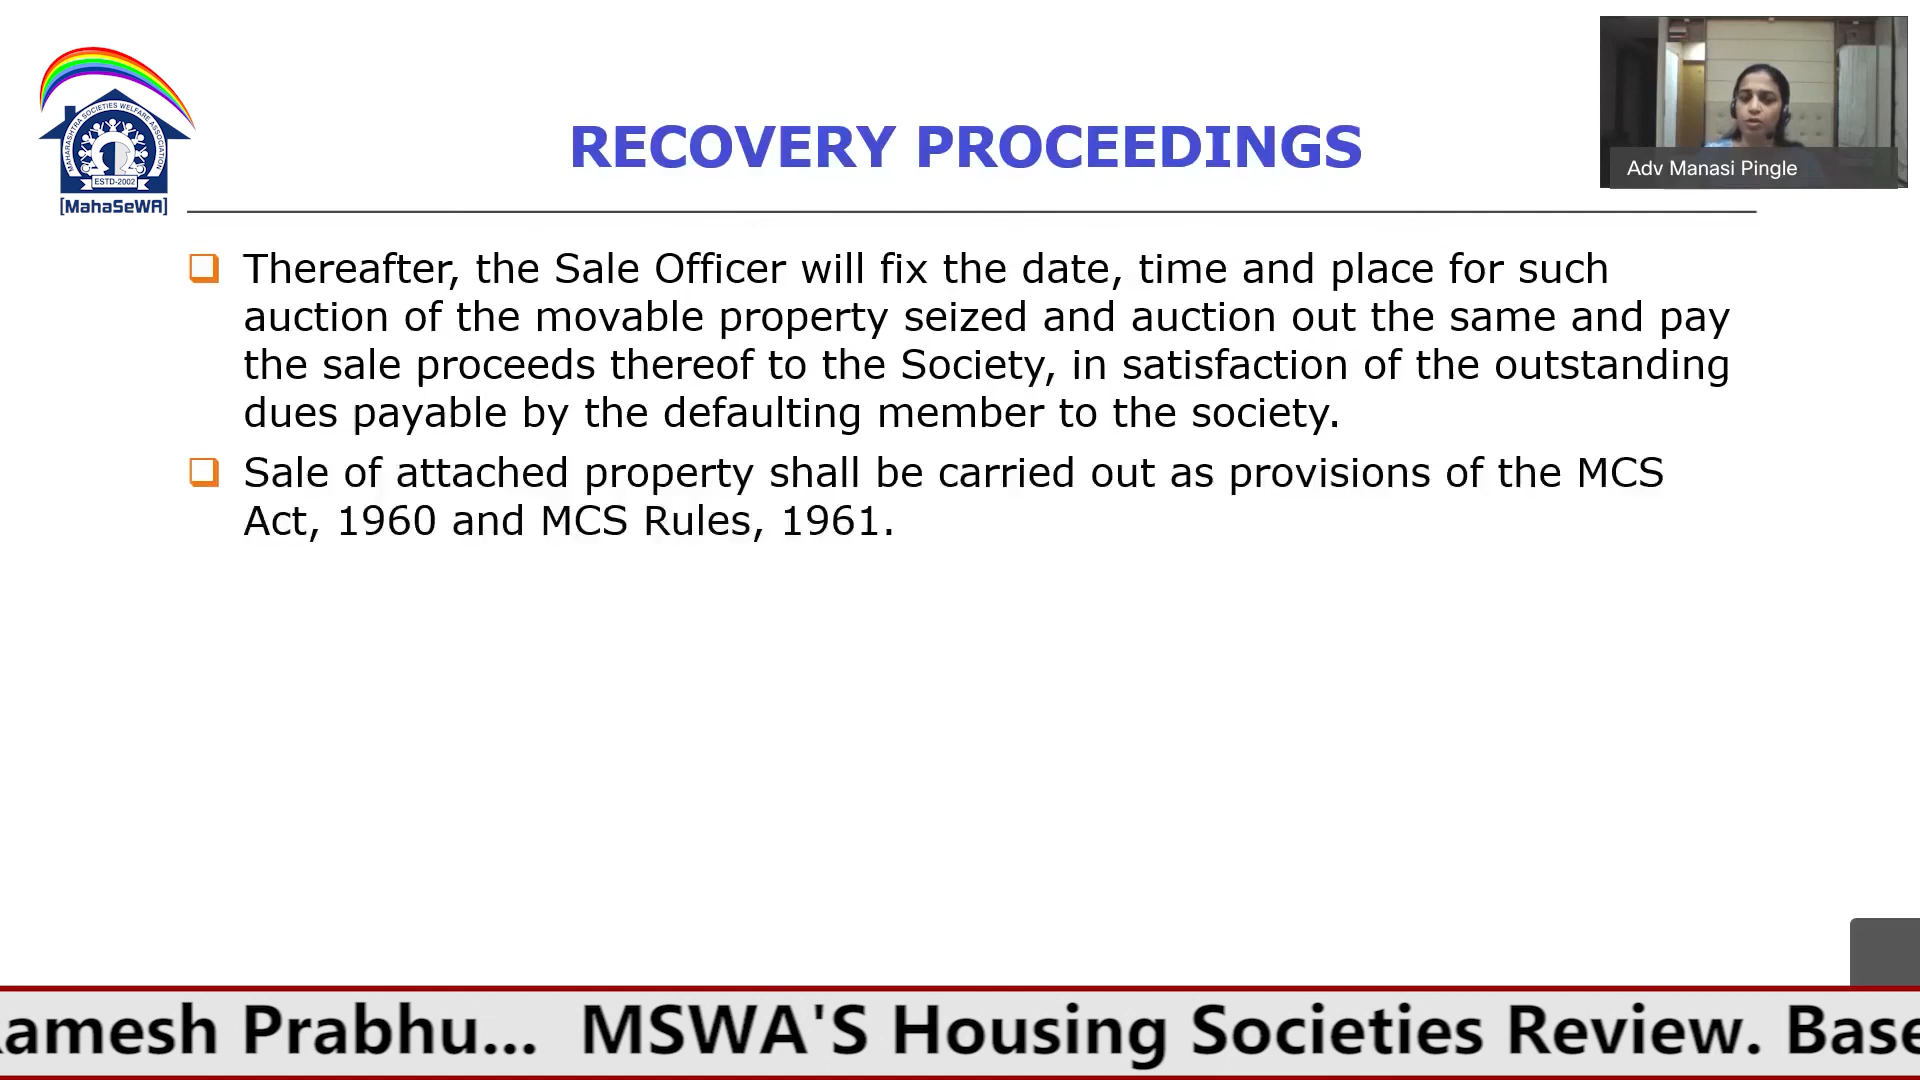 MAHARASHTRA SOCIETIES WELFARE ASSOCIATION
ESTD-2002
[MahaSeWA]
RECOVERY PROCEEDINGS
Adv Manasi Pingle
Thereafter, the Sale Officer will fix the date, time and place for such
auction of the movable property seized and auction out the same and pay
the sale proceeds thereof to the Society, in satisfaction of the outstanding
dues payable by the defaulting member to the society.
Sale of attached property shall be carried out as provisions of the MCS
Act, 1960 and MCS Rules, 1961.
amesh Prabhu... MSWA'S Housing Societies Review. Base